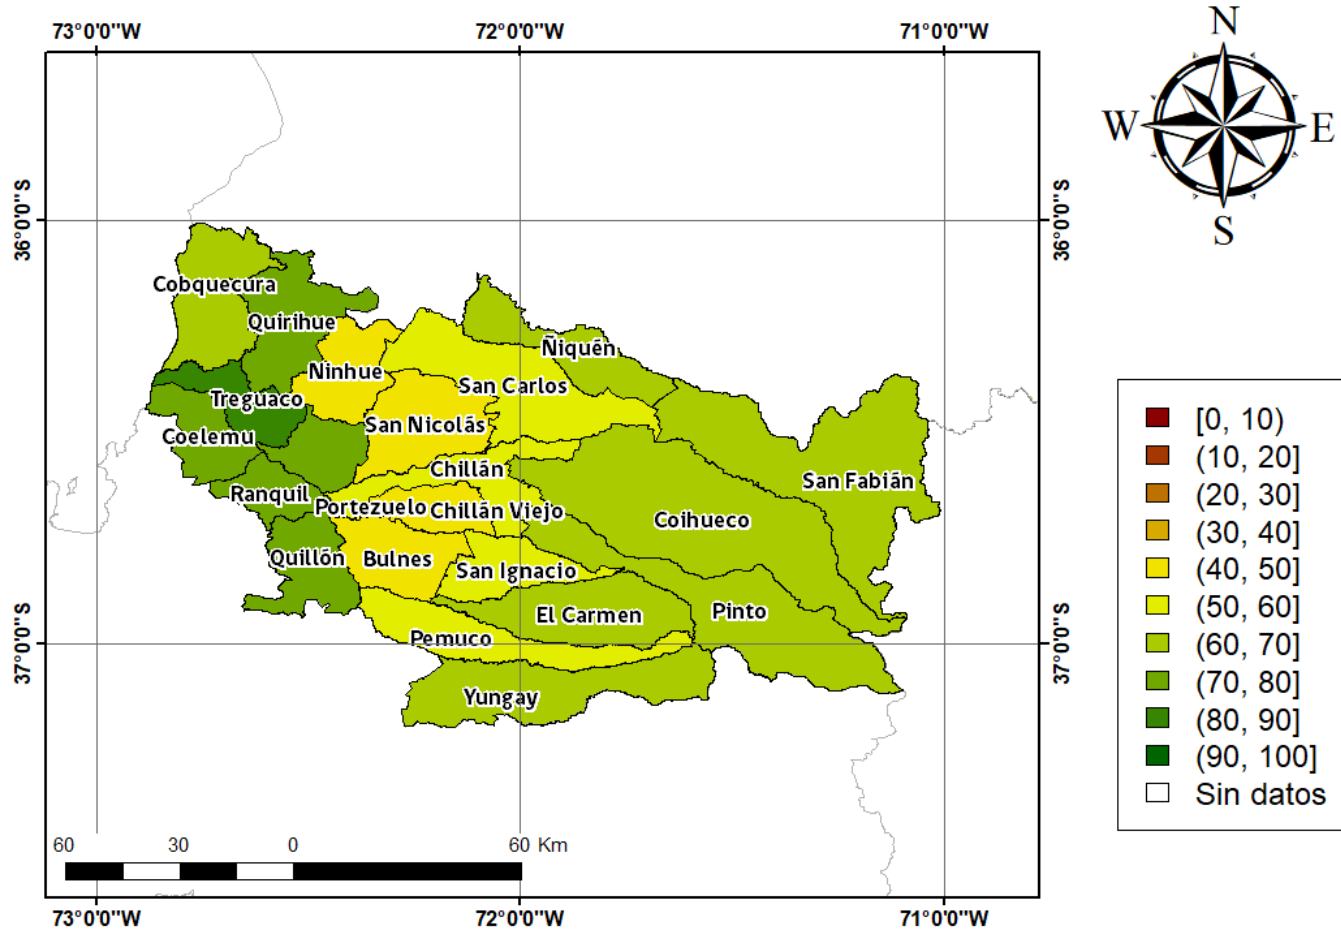 73°0'0"W 72°0'0"W 71°0'0"W
N
W E
S
36°0'0"S 36°0'0"S
Cobquecura
Quirihue
Ñiquén
Ninhue
San Carlos
Treguaco
San Nicolás
Coelemu
Chillán
San Fabián
Ranquil
Portezuelo
Chillán Viejo
Coihueco
Quillón
Bulnes
San Ignacio
El Carmen
Pinto
Pemuco
37°0'0"S 37°0'0"S
Yungay
[0, 10)
(10, 20]
(20, 30]
(30, 40]
(40, 50]
(50, 60]
(60, 70]
(70, 80]
(80, 90]
(90, 100]
Sin datos
60 30 0 60 Km
73°0'0"W 72°0'0"W 71°0'0"W